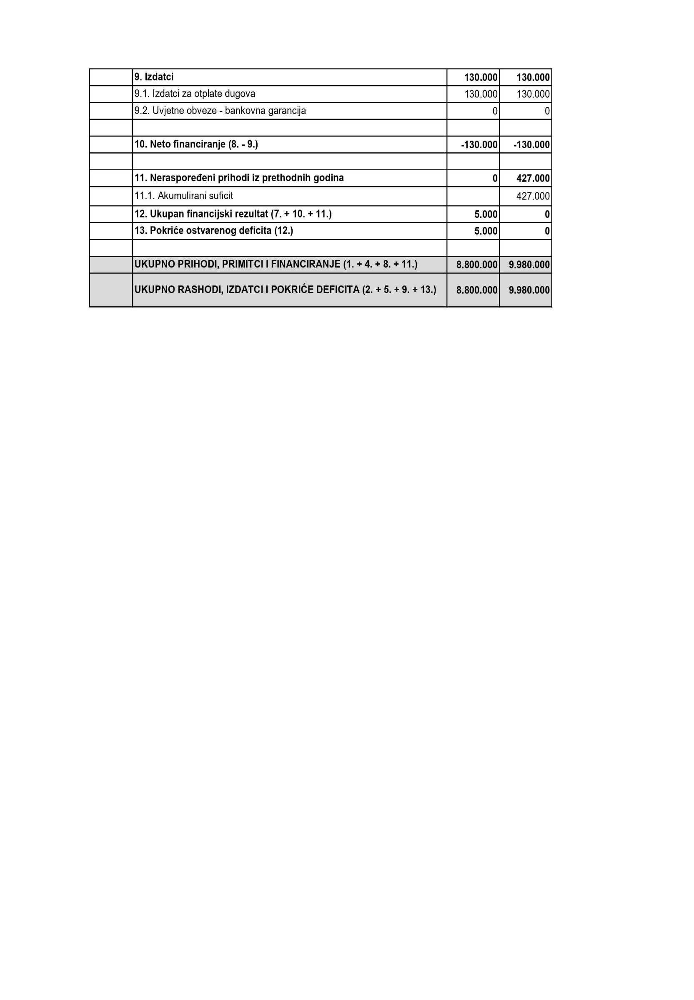 9. Izdatci 130.000 130.000
9.1. Izdatci za otplate dugova 130.000 130.000
9.2. Uvjetne obveze - bankovna garancija 0 0
10. Neto financiranje (8. - 9.) -130.000 -130.000
11. Neraspoređeni prihodi iz prethodnih godina 0 427.000
11.1. Akumulirani suficit 427.000
12. Ukupan financijski rezultat (7. + 10. + 11.) 5.000 0
13. Pokriće ostvarenog deficita (12.) 5.000 0
UKUPNO PRIHODI, PRIMITCI I FINANCIRANJE (1. + 4. + 8. + 11.) 8.800.000 9.980.000
UKUPNO RASHODI, IZDATCI I POKRIĆE DEFICITA (2. + 5. + 9. + 13.) 8.800.000 9.980.000